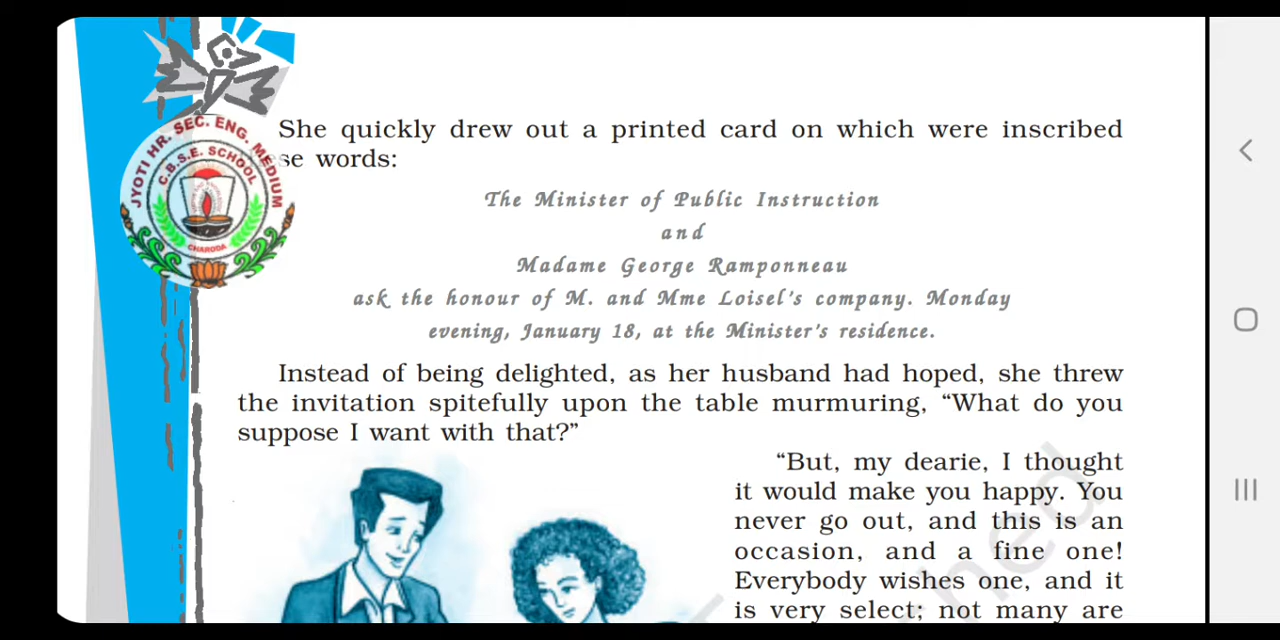 She quickly drew out a printed card on which were inscribed
se words:
The Minister of Public Instruction
and
Madame George Ramponneau
ask the honour of M. and Mme Loisel's company. Monday
evening, January 18, at the Minister's residence.
Instead of being delighted, as her husband had hoped, she threw
the invitation spitefully upon the table murmuring, “What do you
suppose I want with that?”
“But, my dearie, I thought
it would make you happy. You
never go out, and this is an
occasion, and a fine one!
Everybody wishes one, and it
is very select; not many are
JYOTI HR. SEC. ENG. MEDIUM
C.B.S.E. SCHOOL
CHARODA